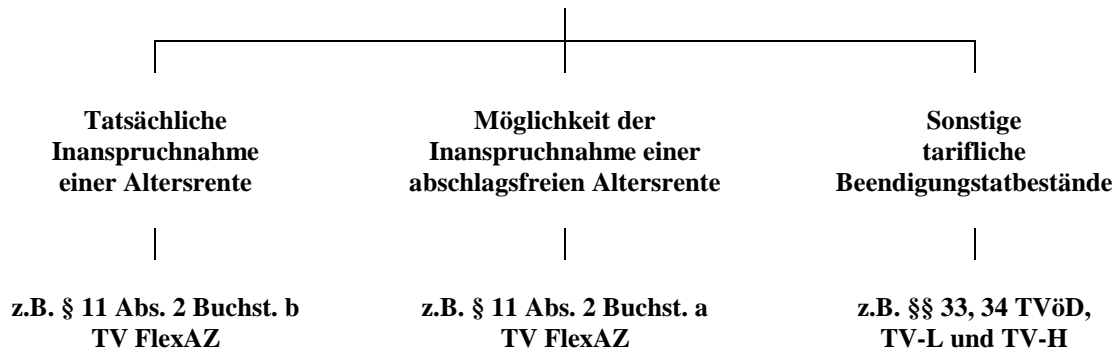 Tatsächliche
Inanspruchnahme
einer Altersrente
Möglichkeit der
Inanspruchnahme einer
abschlagsfreien Altersrente
Sonstige
tarifliche
Beendigungstatbestände
z.B. § 11 Abs. 2 Buchst. b
TV FlexAZ
z.B. § 11 Abs. 2 Buchst. a
TV FlexAZ
z.B. §§ 33, 34 TVöD,
TV-L und TV-H